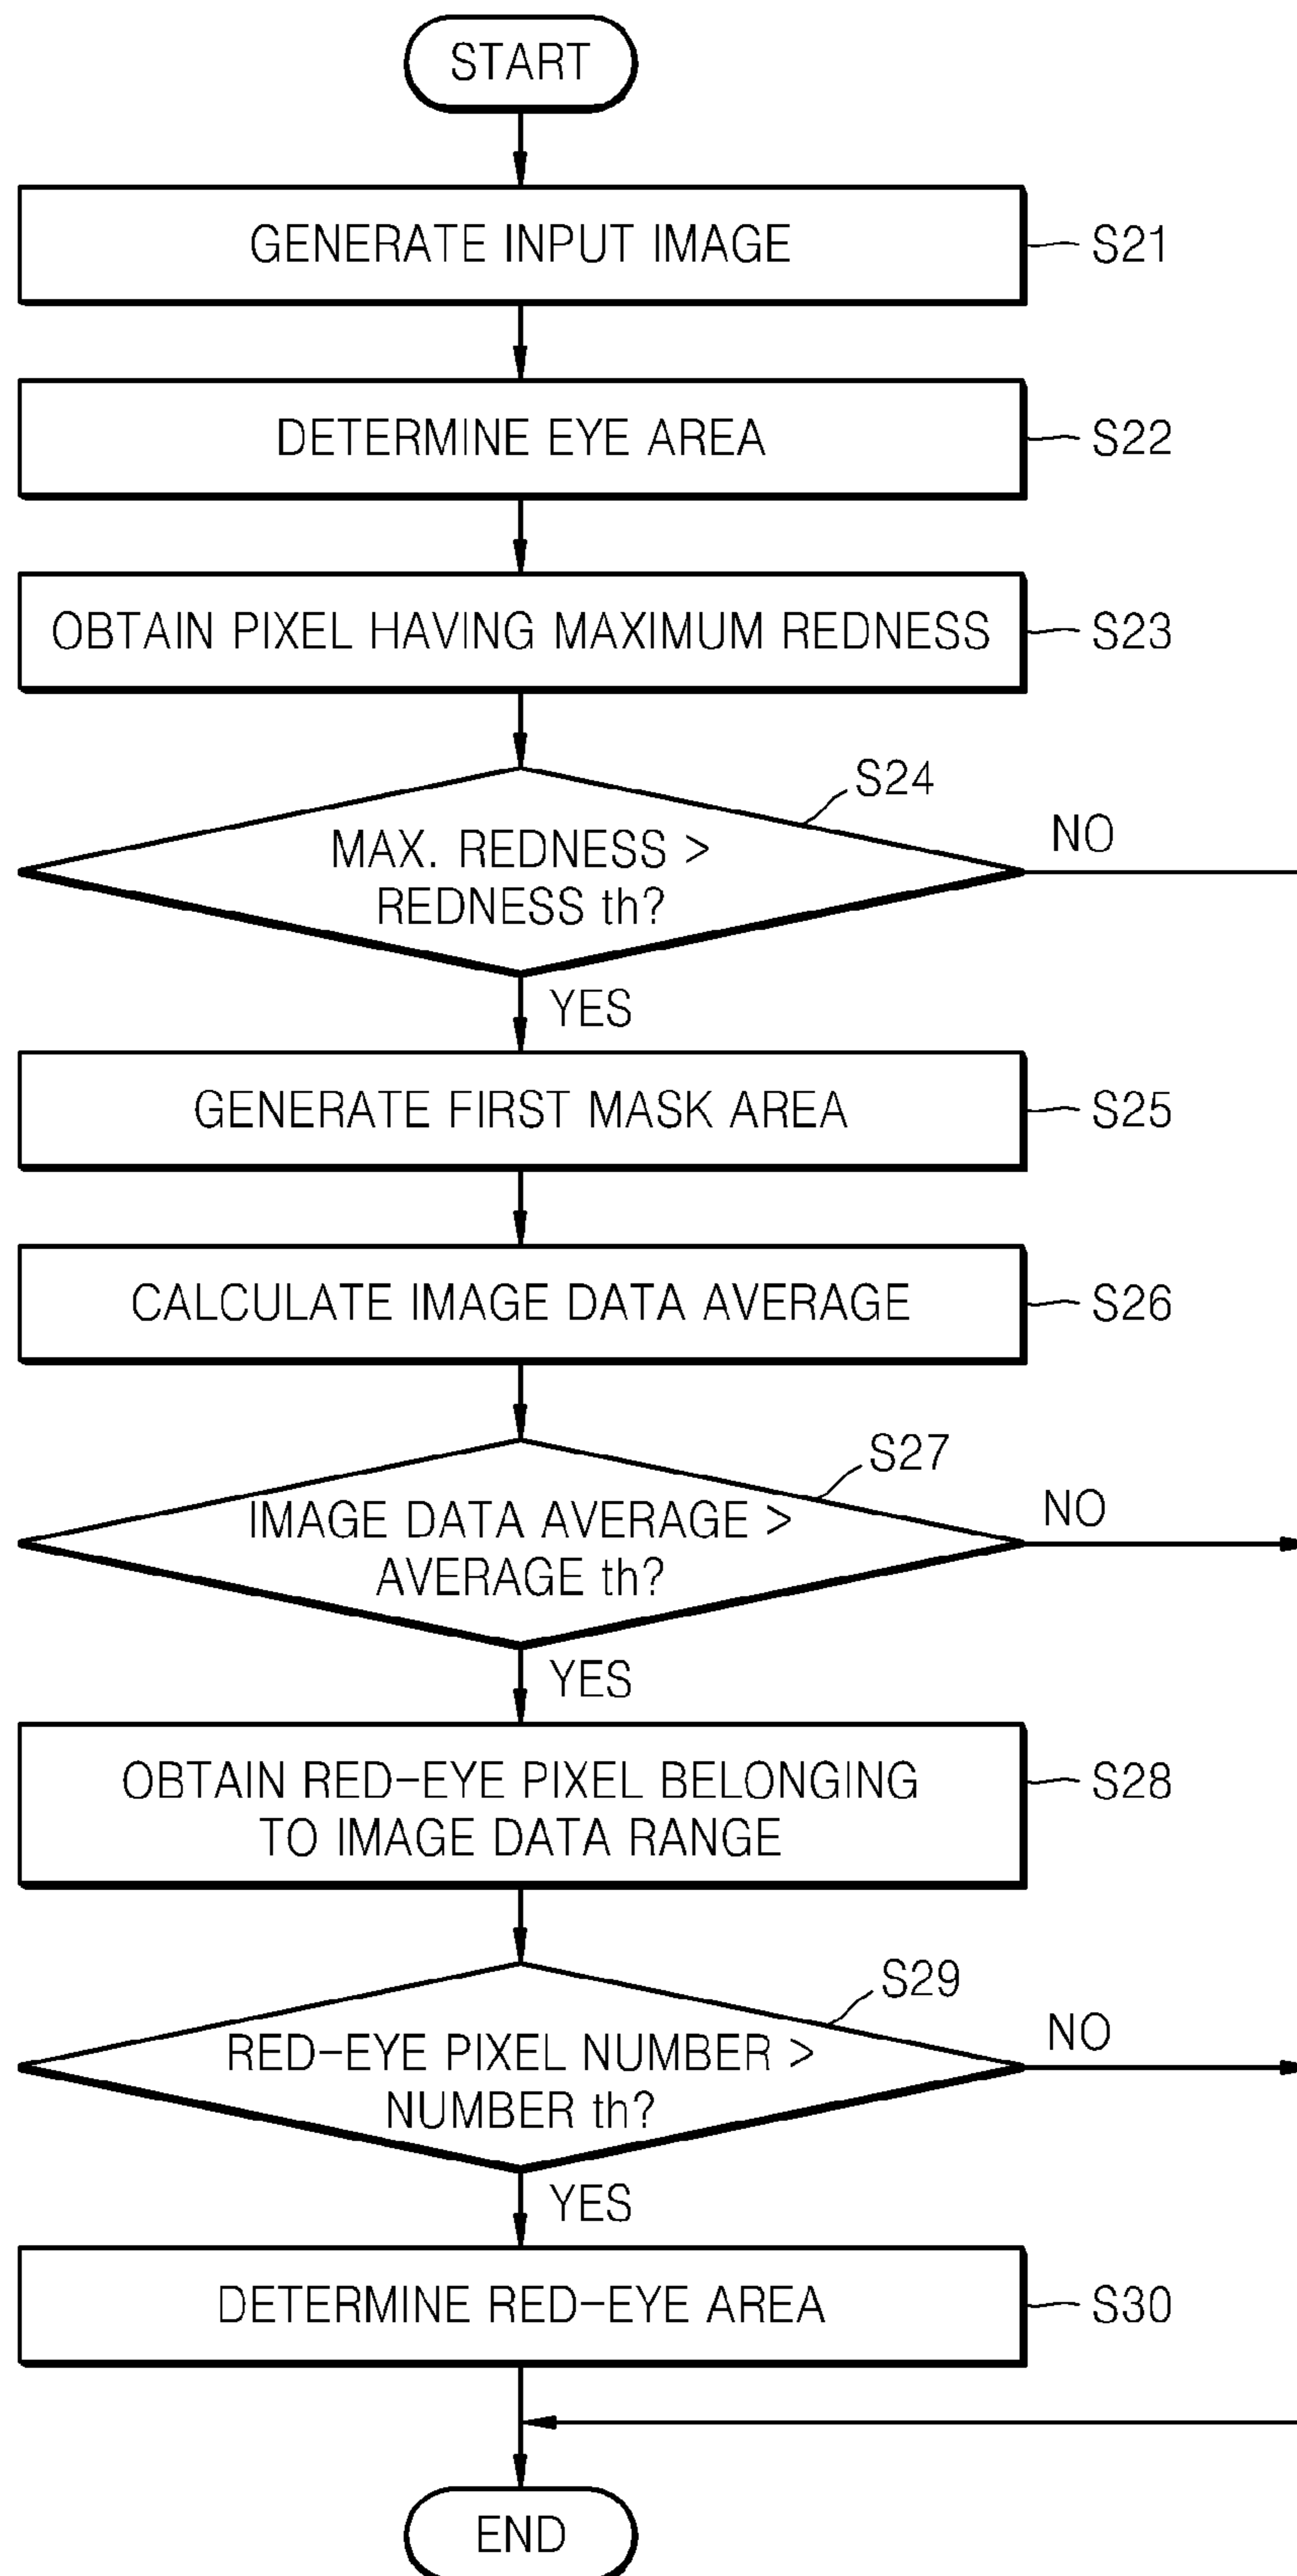 START
GENERATE INPUT IMAGE
S21
DETERMINE EYE AREA
S22
OBTAIN PIXEL HAVING MAXIMUM REDNESS
S23
S24
MAX. REDNESS >
REDNESS th?
NO
YES
GENERATE FIRST MASK AREA
S25
CALCULATE IMAGE DATA AVERAGE
S26
S27
IMAGE DATA AVERAGE >
AVERAGE th?
NO
YES
OBTAIN RED-EYE PIXEL BELONGING
TO IMAGE DATA RANGE
S28
S29
RED-EYE PIXEL NUMBER >
NUMBER th?
NO
YES
DETERMINE RED-EYE AREA
S30
END